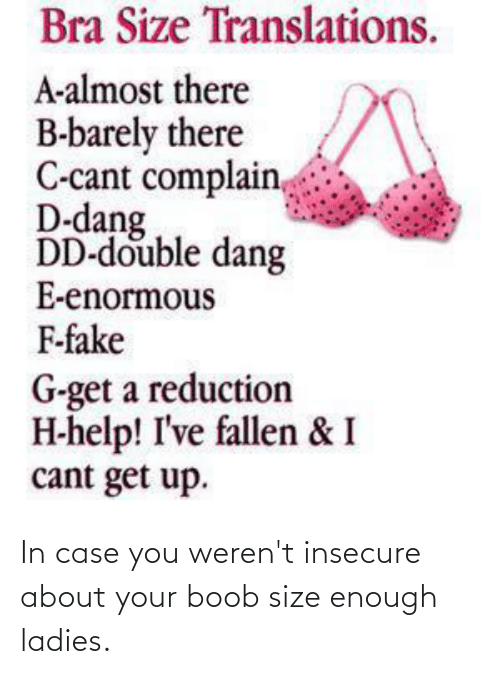 Bra Size Translations.
A-almost there
B-barely there
C-cant complain
D-dang
DD-double dang
E-enormous
F-fake
G-get a reduction
H-help! I've fallen & I
cant get up.
In case you weren't insecure
about your boob size enough
ladies.